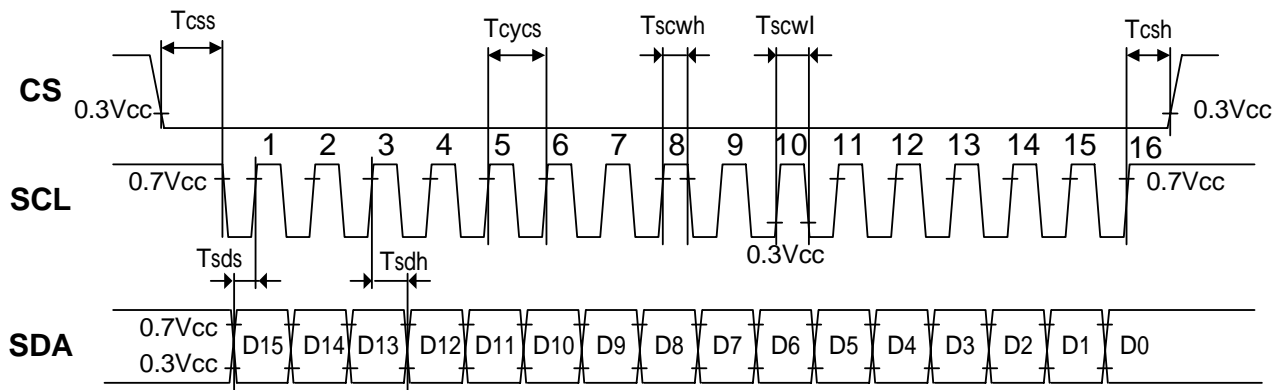 Tcss Tcycs Tscwh Tscwl Tcsh
CS
0.3Vcc 0.3Vcc
1 2 3 4 5 6 7 8 9 10 11 12 13 14 15 16
0.7Vcc 0.7Vcc
SCL
0.3Vcc
Tsds Tsdh
0.7Vcc
SDA D15 D14 D13 D12 D11 D10 D9 D8 D7 D6 D5 D4 D3 D2 D1 D0
0.3Vcc